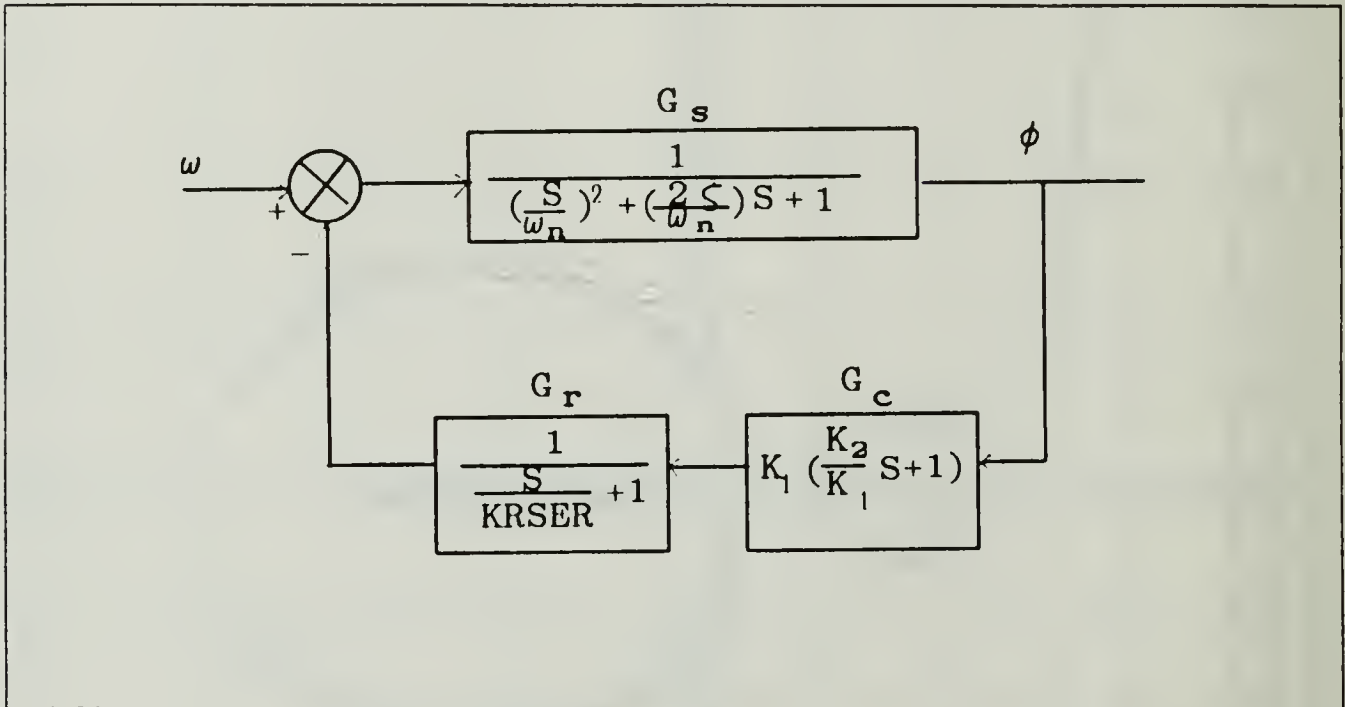 G s
ω
+
−
1
(S/ωn)² + (2ζ/ωn) S + 1
ϕ
G r
1
S/KRSER + 1
G c
K1 (K2/K1 S+1)